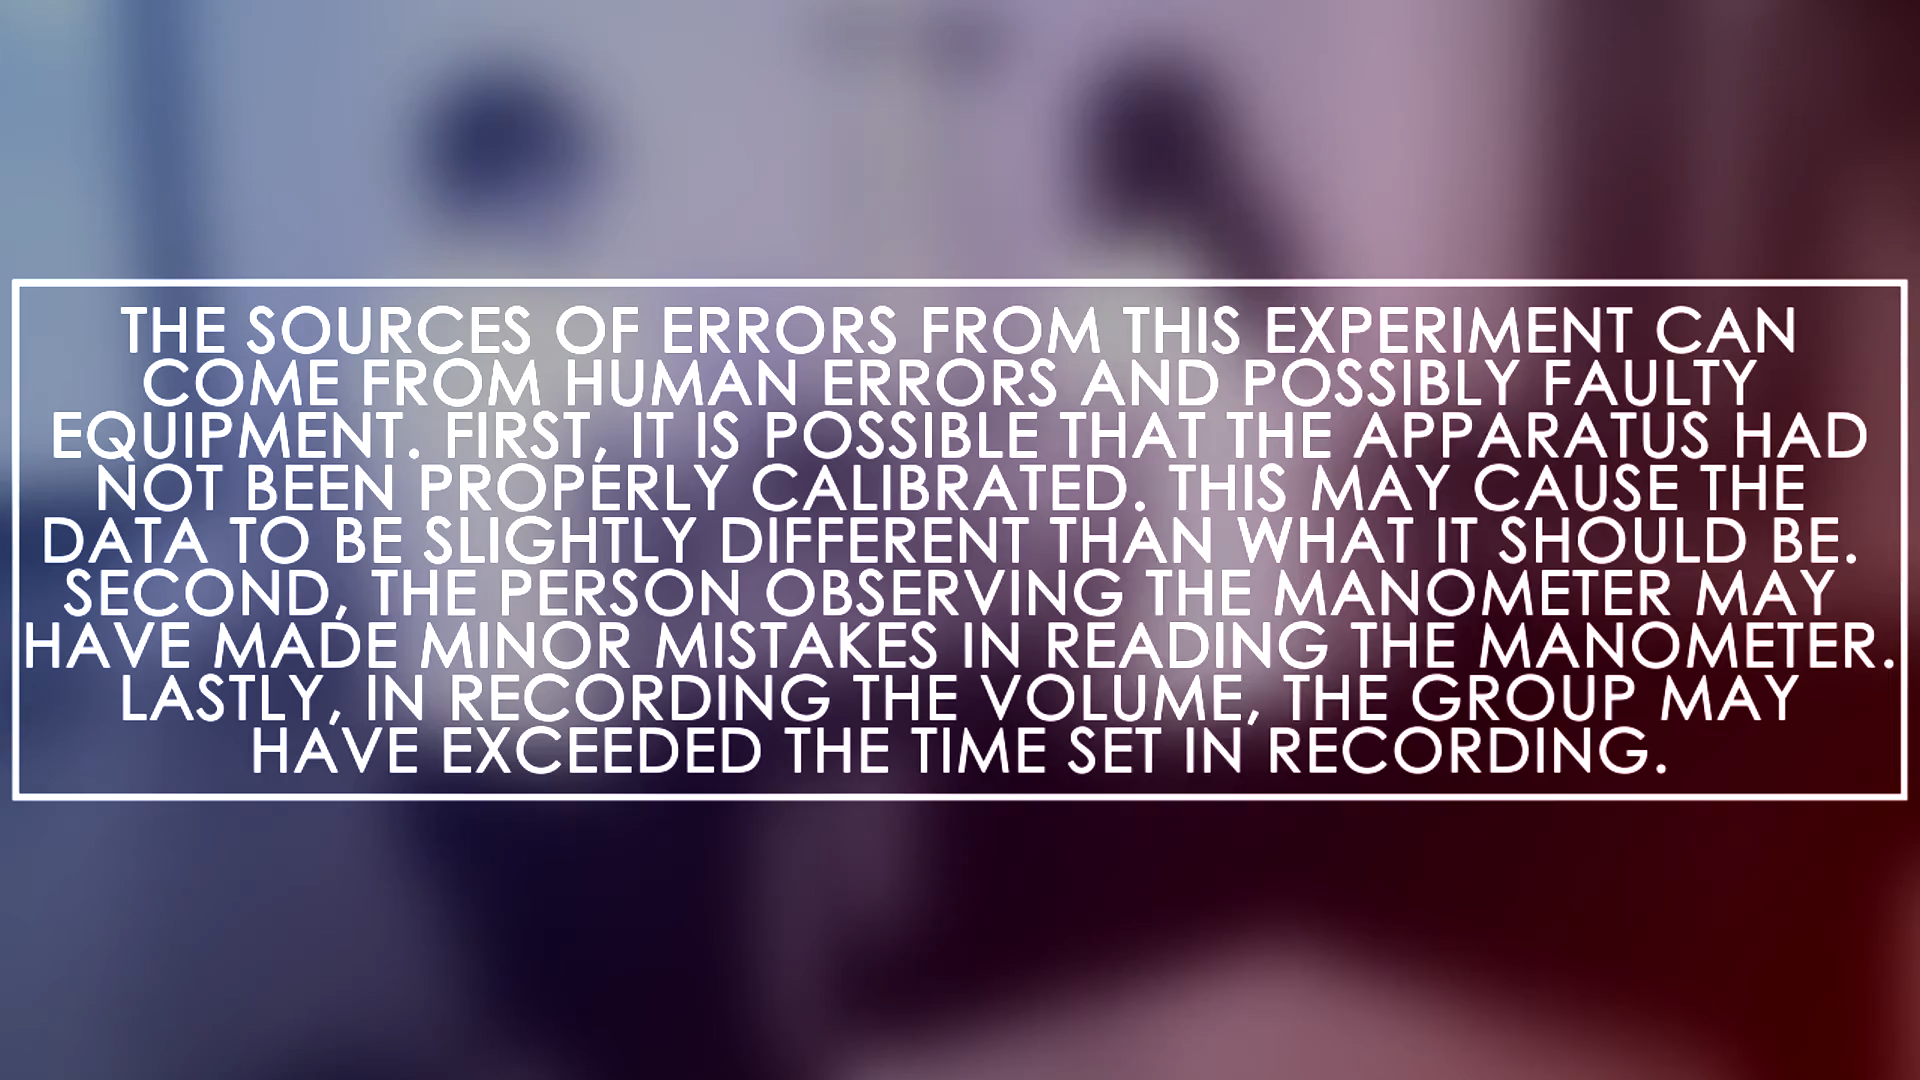 THE SOURCES OF ERRORS FROM THIS EXPERIMENT CAN
COME FROM HUMAN ERRORS AND POSSIBLY FAULTY
EQUIPMENT. FIRST, IT IS POSSIBLE THAT THE APPARATUS HAD
NOT BEEN PROPERLY CALIBRATED. THIS MAY CAUSE THE
DATA TO BE SLIGHTLY DIFFERENT THAN WHAT IT SHOULD BE.
SECOND, THE PERSON OBSERVING THE MANOMETER MAY
HAVE MADE MINOR MISTAKES IN READING THE MANOMETER.
LASTLY, IN RECORDING THE VOLUME, THE GROUP MAY
HAVE EXCEEDED THE TIME SET IN RECORDING.